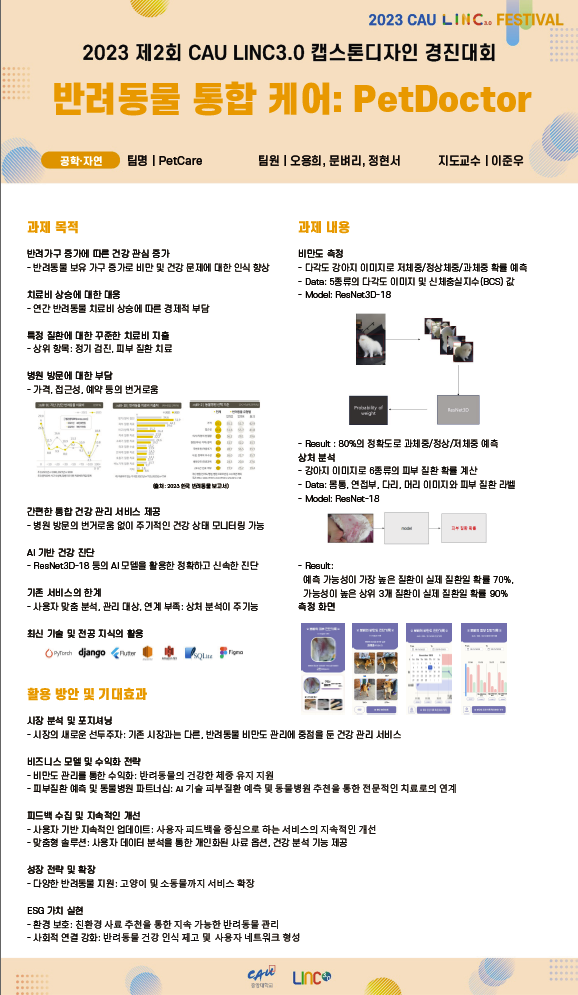 2023 CAU LINC3.0 FESTIVAL
2023 제2회 CAU LINC3.0 캡스톤디자인 경진대회
반려동물 통합 케어: PetDoctor
공학·자연 팀명 | PetCare 팀원 | 오용희, 문벼리, 정현서 지도교수 | 이준우
과제 목적
반려가구 증가에 따른 건강 관심 증가
- 반려동물 보유 가구 증가로 비만 및 건강 문제에 대한 인식 향상
치료비 상승에 대한 대응
- 연간 반려동물 치료비 상승에 따른 경제적 부담
특정 질환에 대한 꾸준한 치료비 지출
- 상위 항목: 정기 검진, 피부 질환 치료
병원 방문에 대한 부담
- 가격, 접근성, 예약 등의 번거로움
(출처: 2023 한국 반려동물 보고서)
간편한 통합 건강 관리 서비스 제공
- 병원 방문의 번거로움 없이 주기적인 건강 상태 모니터링 가능
AI 기반 건강 진단
- ResNet3D-18 등의 AI 모델을 활용한 정확하고 신속한 진단
기존 서비스의 한계
- 사용자 맞춤 분석, 관리 대상, 연계 부족: 상처 분석이 주기능
최신 기술 및 전공 지식의 활용
PyTorch django Flutter SQLite Figma
과제 내용
비만도 측정
- 다각도 강아지 이미지로 저체중/정상체중/과체중 확률 예측
- Data: 5종류의 다각도 이미지 및 신체충실지수(BCS) 값
- Model: ResNet3D-18
Probability of
weight
ResNet3D
- Result : 80%의 정확도로 과체중/정상/저체중 예측
상처 분석
- 강아지 이미지로 6종류의 피부 질환 확률 계산
- Data: 몸통, 연접부, 다리, 머리 이미지와 피부 질환 라벨
- Model: ResNet-18
model
피부 질환 확률
- Result:
예측 가능성이 가장 높은 질환이 실제 질환일 확률 70%,
가능성이 높은 상위 3개 질환이 실제 질환일 확률 90%
측정 화면
활용 방안 및 기대효과
시장 분석 및 포지셔닝
- 시장의 새로운 선두주자: 기존 시장과는 다른, 반려동물 비만도 관리에 중점을 둔 건강 관리 서비스
비즈니스 모델 및 수익화 전략
- 비만도 관리를 통한 수익화: 반려동물의 건강한 체중 유지 지원
- 피부질환 예측 및 동물병원 파트너십: AI 기술 피부질환 예측 및 동물병원 추천을 통한 전문적인 치료로의 연계
피드백 수집 및 지속적인 개선
- 사용자 기반 지속적인 업데이트: 사용자 피드백을 중심으로 하는 서비스의 지속적인 개선
- 맞춤형 솔루션: 사용자 데이터 분석을 통한 개인화된 사료 옵션, 건강 분석 기능 제공
성장 전략 및 확장
- 다양한 반려동물 지원: 고양이 및 소동물까지 서비스 확장
ESG 가치 실현
- 환경 보호: 친환경 사료 추천을 통한 지속 가능한 반려동물 관리
- 사회적 연결 강화: 반려동물 건강 인식 제고 및 사용자 네트워크 형성
CAU LINC
중앙대학교